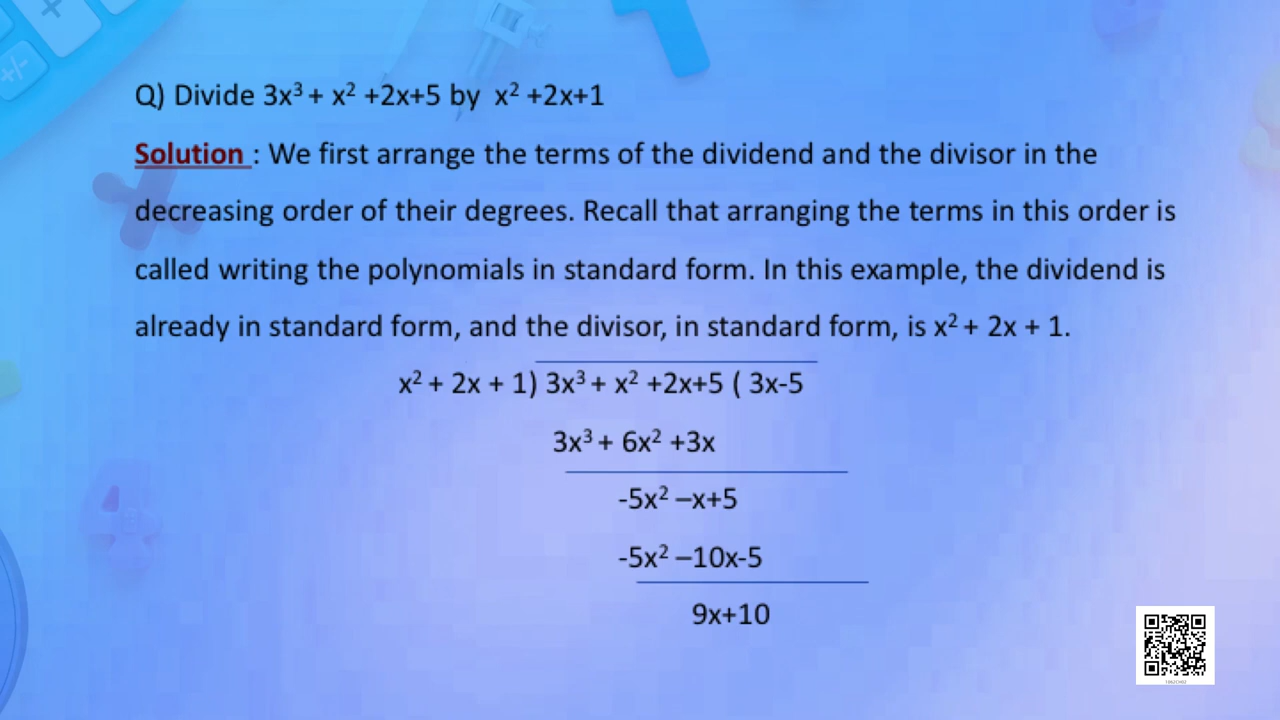 Q) Divide 3x³ + x² +2x+5 by x² +2x+1
Solution : We first arrange the terms of the dividend and the divisor in the
decreasing order of their degrees. Recall that arranging the terms in this order is
called writing the polynomials in standard form. In this example, the dividend is
already in standard form, and the divisor, in standard form, is x² + 2x + 1.
x² + 2x + 1) 3x³ + x² +2x+5 ( 3x-5
3x³ + 6x² +3x
-5x² –x+5
-5x² –10x-5
9x+10